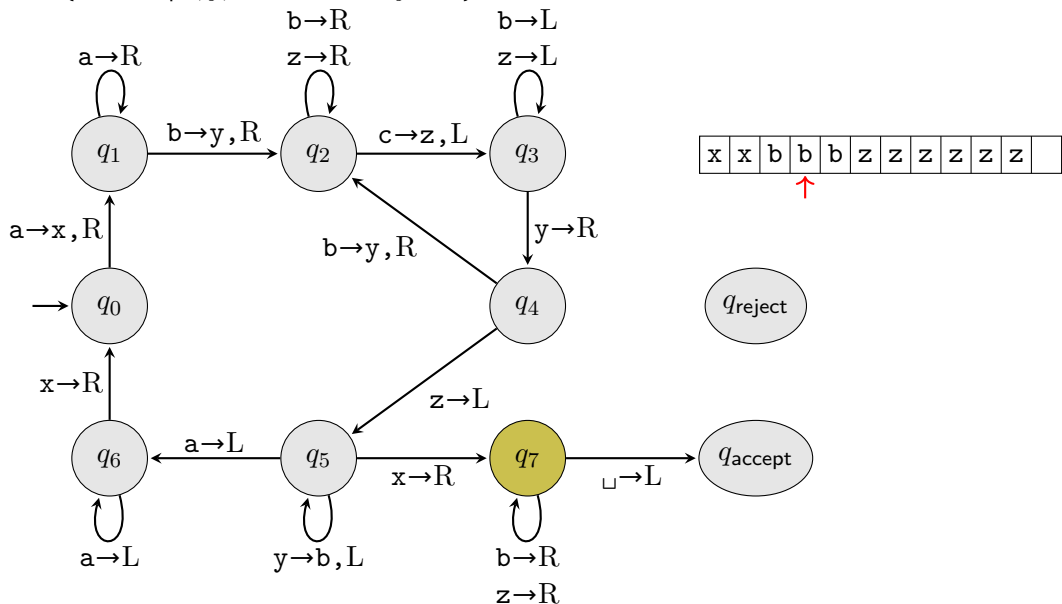 b→R
b→L
a→R
z→R
z→L
q1
b→y,R
q2
c→z,L
q3
x x b b b z z z z z z
a→x,R
b→y,R
y→R
q0
q4
qreject
x→R
z→L
q6
a→L
q5
x→R
q7
␣→L
qaccept
a→L
y→b,L
b→R
z→R